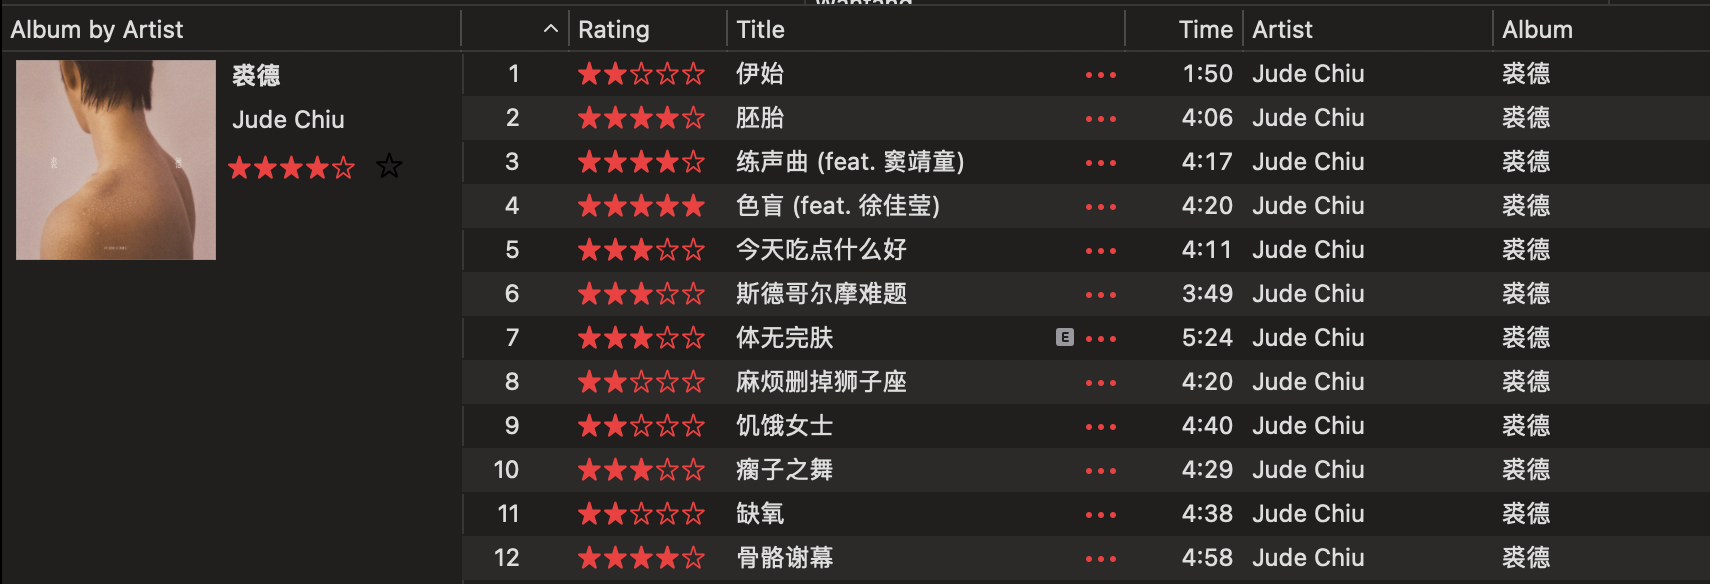 Album by Artist Rating Title Time Artist Album
裘德
Jude Chiu
1 伊始 1:50 Jude Chiu 裘德
2 胚胎 4:06 Jude Chiu 裘德
3 练声曲 (feat. 窦靖童) 4:17 Jude Chiu 裘德
4 色盲 (feat. 徐佳莹) 4:20 Jude Chiu 裘德
5 今天吃点什么好 4:11 Jude Chiu 裘德
6 斯德哥尔摩难题 3:49 Jude Chiu 裘德
7 体无完肤 E 5:24 Jude Chiu 裘德
8 麻烦删掉狮子座 4:20 Jude Chiu 裘德
9 饥饿女士 4:40 Jude Chiu 裘德
10 瘸子之舞 4:29 Jude Chiu 裘德
11 缺氧 4:38 Jude Chiu 裘德
12 骨骼谢幕 4:58 Jude Chiu 裘德